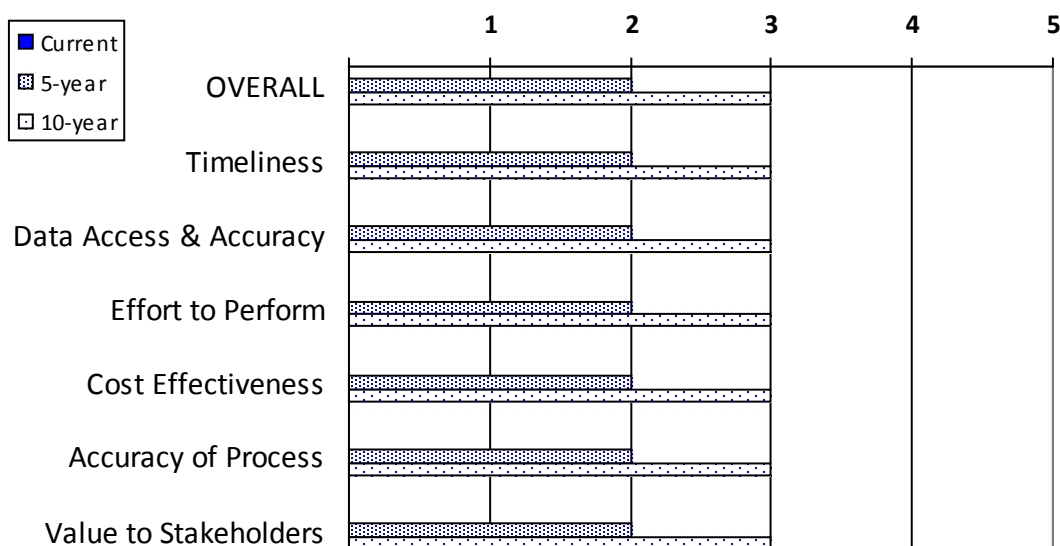 1 2 3 4 5
Current
5-year
10-year
OVERALL
Timeliness
Data Access & Accuracy
Effort to Perform
Cost Effectiveness
Accuracy of Process
Value to Stakeholders